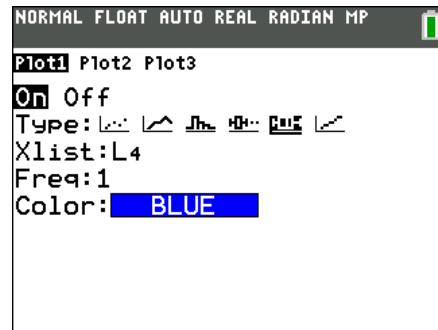 NORMAL FLOAT AUTO REAL RADIAN MP
Plot1 Plot2 Plot3
On Off
Type:
Xlist:L₄
Freq:1
Color: BLUE